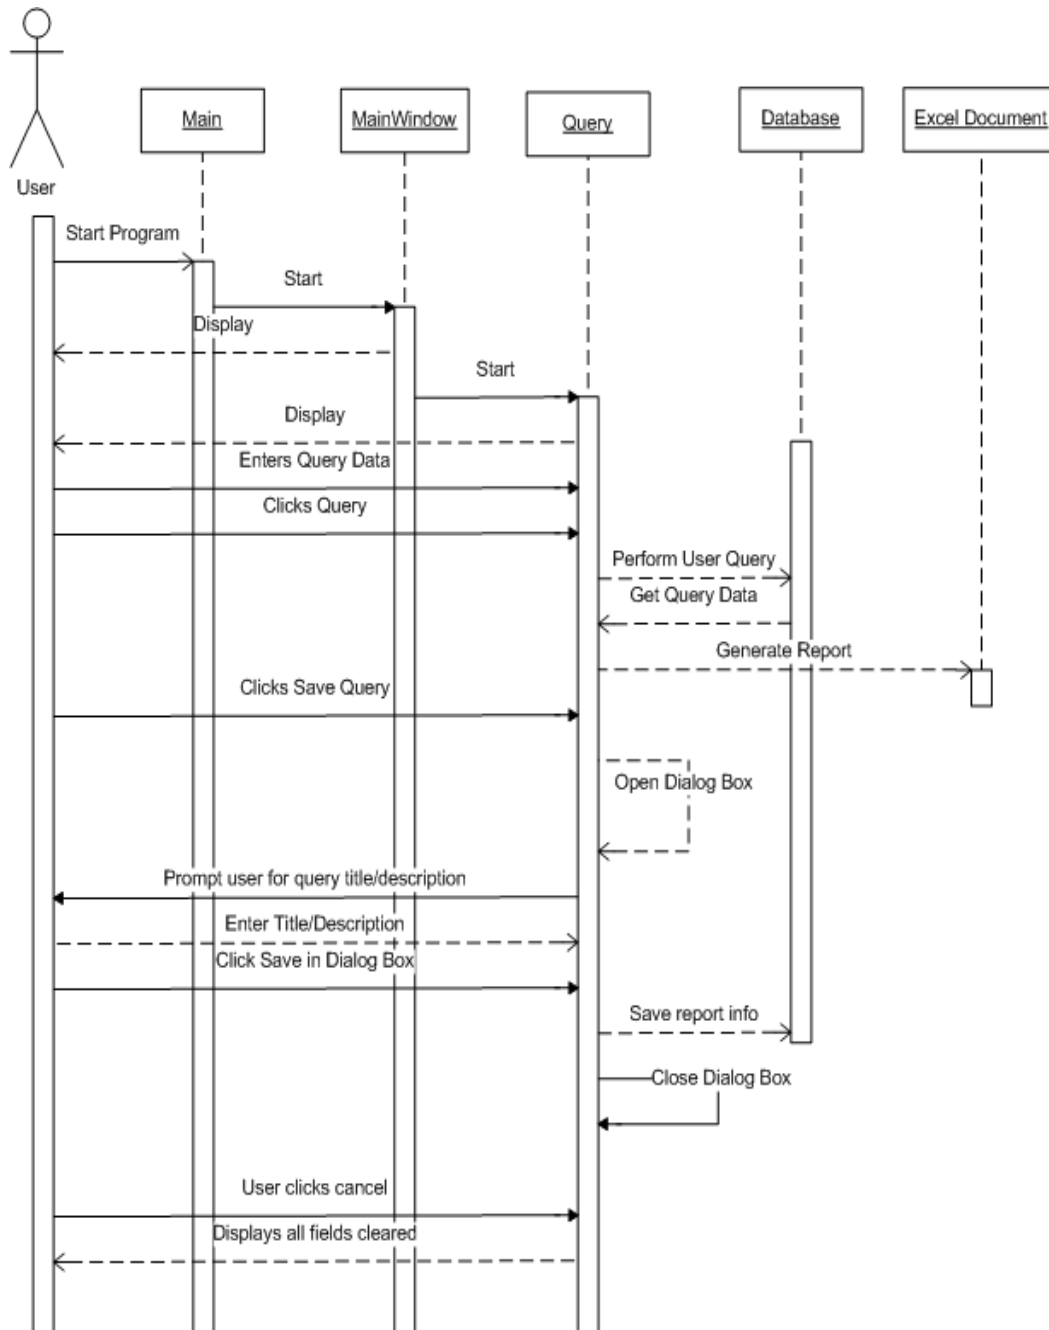 Main
MainWindow
Query
Database
Excel Document
User
Start Program
Start
Display
Start
Display
Enters Query Data
Clicks Query
Perform User Query
Get Query Data
Generate Report
Clicks Save Query
Open Dialog Box
Prompt user for query title/description
Enter Title/Description
Click Save in Dialog Box
Save report info
Close Dialog Box
User clicks cancel
Displays all fields cleared